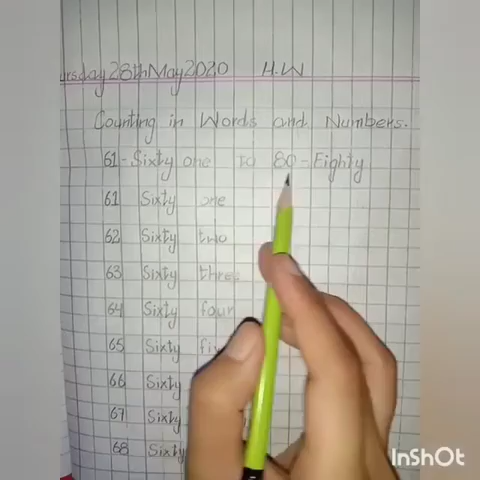 ursday 28th May 2020 H.W
Counting in Words and Numbers.
61-Sixty one to 80-Eighty
61 Sixty one
62 Sixty two
63 Sixty three
64 Sixty four
65 Sixty fiv
66 Sixty
67 Sixty
68 Sixty
InShOt